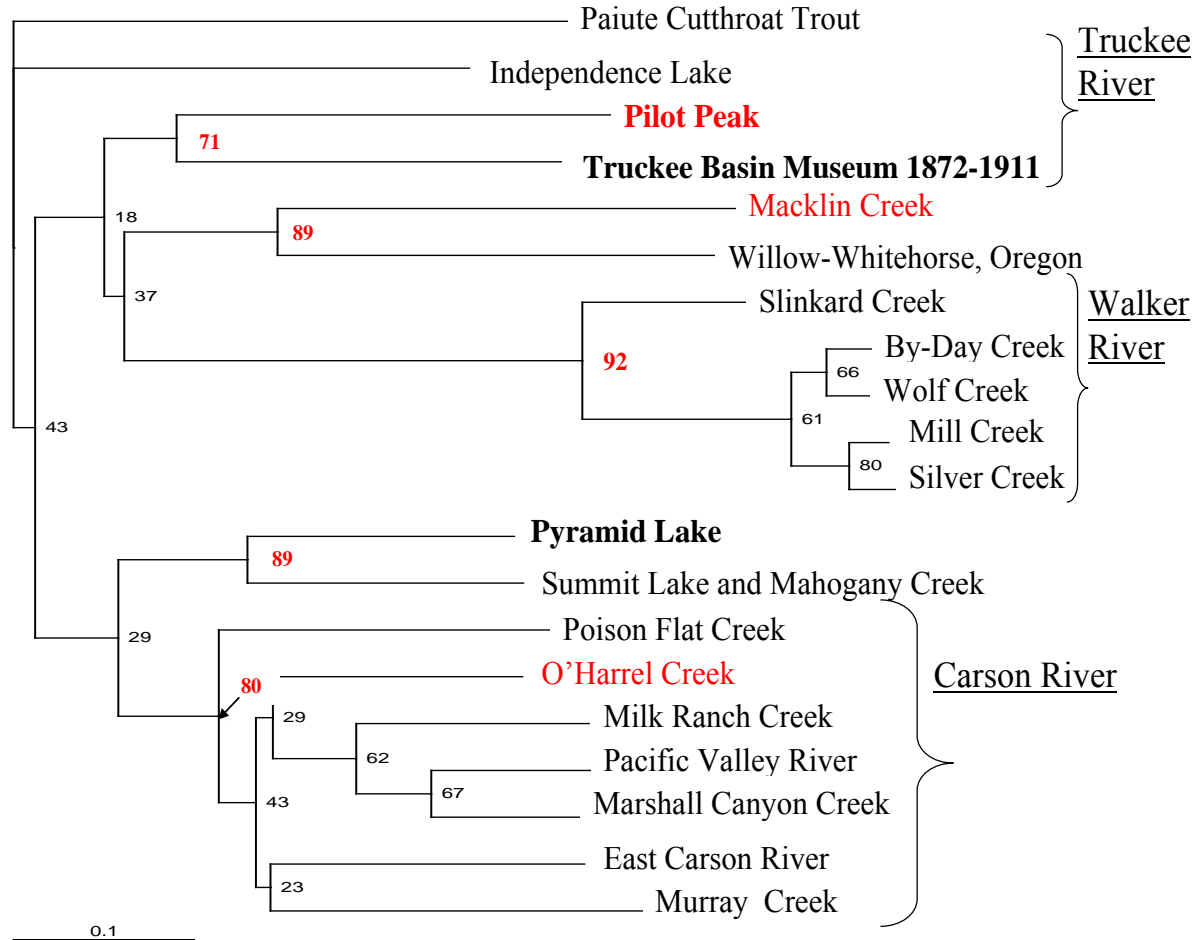 Paiute Cutthroat Trout
Truckee
River
Independence Lake
Pilot Peak
71
Truckee Basin Museum 1872-1911
Macklin Creek
18
89
Willow-Whitehorse, Oregon
37
Slinkard Creek
Walker
River
By-Day Creek
92
66
Wolf Creek
61
43
Mill Creek
80
Silver Creek
Pyramid Lake
89
Summit Lake and Mahogany Creek
Poison Flat Creek
29
O'Harrel Creek
80
Carson River
29
Milk Ranch Creek
62
Pacific Valley River
67
43
Marshall Canyon Creek
East Carson River
23
Murray Creek
0.1